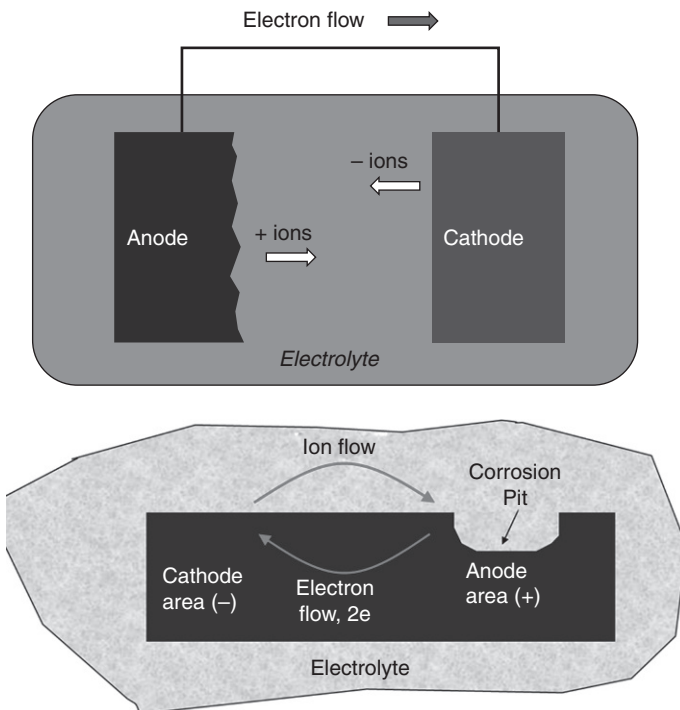 Electron flow
– ions
Anode
+ ions
Cathode
Electrolyte
Ion flow
Corrosion
Pit
Cathode
area (–)
Electron
flow, 2e
Anode
area (+)
Electrolyte